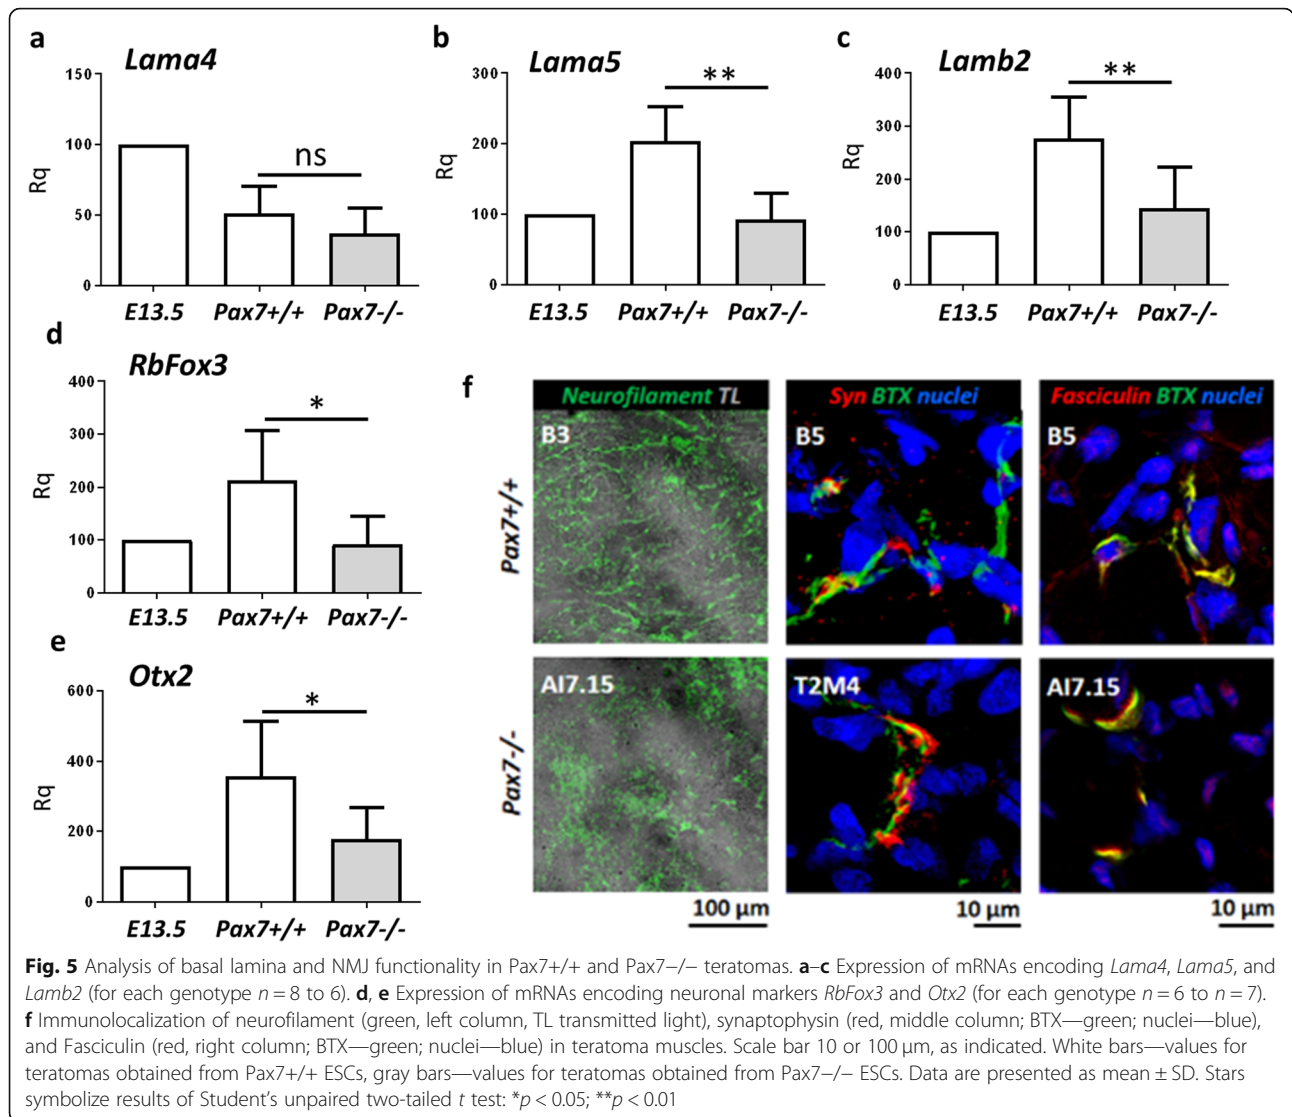 a
Lama4
150
100
50
0
Rq
ns
E13.5 Pax7+/+ Pax7-/-
b
Lama5
300
200
100
0
Rq
**
E13.5 Pax7+/+ Pax7-/-
c
Lamb2
400
300
200
100
0
Rq
**
E13.5 Pax7+/+ Pax7-/-
d
RbFox3
400
300
200
100
0
Rq
*
E13.5 Pax7+/+ Pax7-/-
e
Otx2
600
400
200
0
Rq
*
E13.5 Pax7+/+ Pax7-/-
f
Neurofilament TL
Syn BTX nuclei
Fasciculin BTX nuclei
Pax7+/+
B3
B5
B5
Pax7-/-
AI7.15
T2M4
AI7.15
100 µm
10 µm
10 µm
Fig. 5 Analysis of basal lamina and NMJ functionality in Pax7+/+ and Pax7−/− teratomas. a–c Expression of mRNAs encoding Lama4, Lama5, and
Lamb2 (for each genotype n = 8 to 6). d, e Expression of mRNAs encoding neuronal markers RbFox3 and Otx2 (for each genotype n = 6 to n = 7).
f Immunolocalization of neurofilament (green, left column, TL transmitted light), synaptophysin (red, middle column; BTX—green; nuclei—blue),
and Fasciculin (red, right column; BTX—green; nuclei—blue) in teratoma muscles. Scale bar 10 or 100 μm, as indicated. White bars—values for
teratomas obtained from Pax7+/+ ESCs, gray bars—values for teratomas obtained from Pax7−/− ESCs. Data are presented as mean ± SD. Stars
symbolize results of Student's unpaired two-tailed t test: *p < 0.05; **p < 0.01